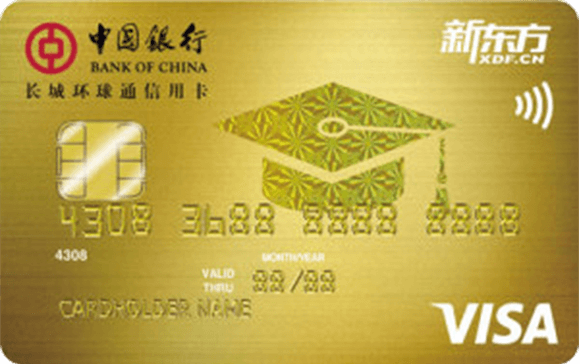 中国银行
BANK OF CHINA
长城环球通信用卡
新东方
XDF.CN
4308 3688 8888 8888
4308
MONTH/YEAR
VALID THRU 88/88
CARDHOLDER NAME
VISA